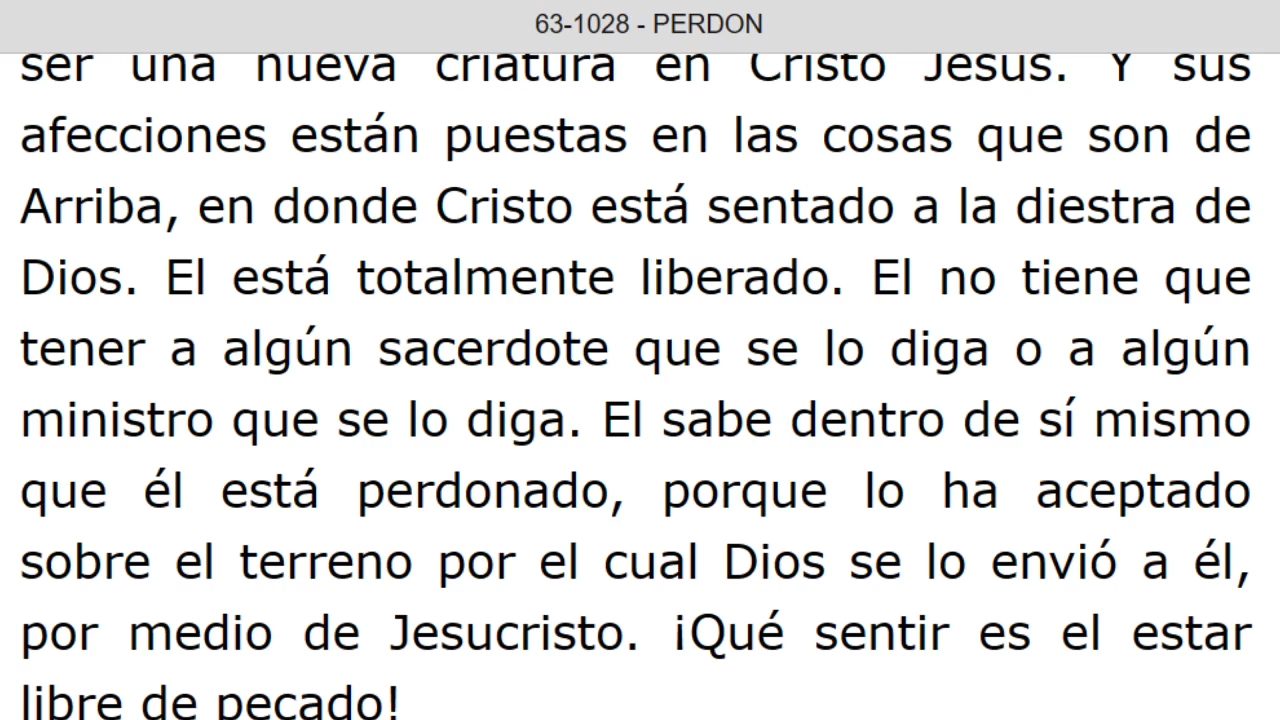 63-1028 - PERDON
ser una nueva criatura en Cristo Jesús. Y sus
afecciones están puestas en las cosas que son de
Arriba, en donde Cristo está sentado a la diestra de
Dios. El está totalmente liberado. El no tiene que
tener a algún sacerdote que se lo diga o a algún
ministro que se lo diga. El sabe dentro de sí mismo
que él está perdonado, porque lo ha aceptado
sobre el terreno por el cual Dios se lo envió a él,
por medio de Jesucristo. ¡Qué sentir es el estar
libre de pecado!